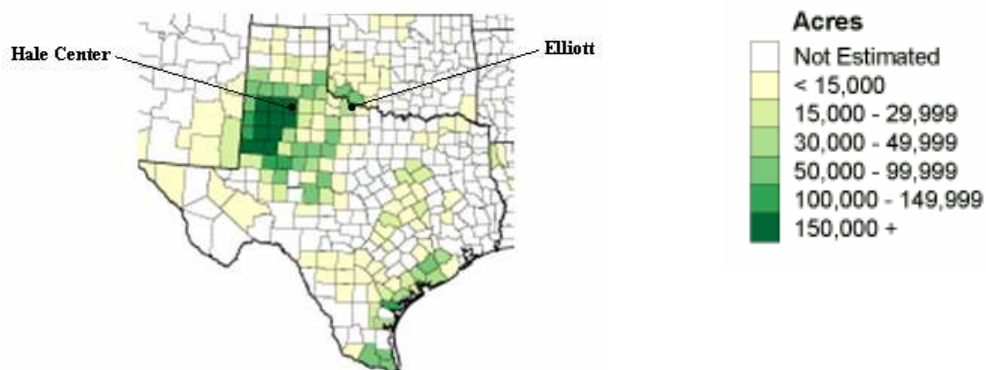 Hale Center
Elliott
Acres
Not Estimated
< 15,000
15,000 - 29,999
30,000 - 49,999
50,000 - 99,999
100,000 - 149,999
150,000 +